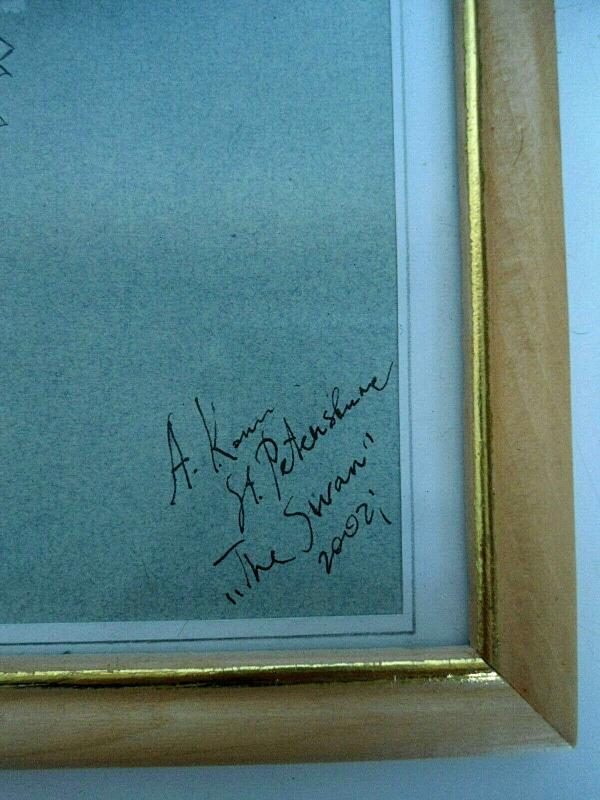 A.
St. Petersburg
„The Swan”
2002,